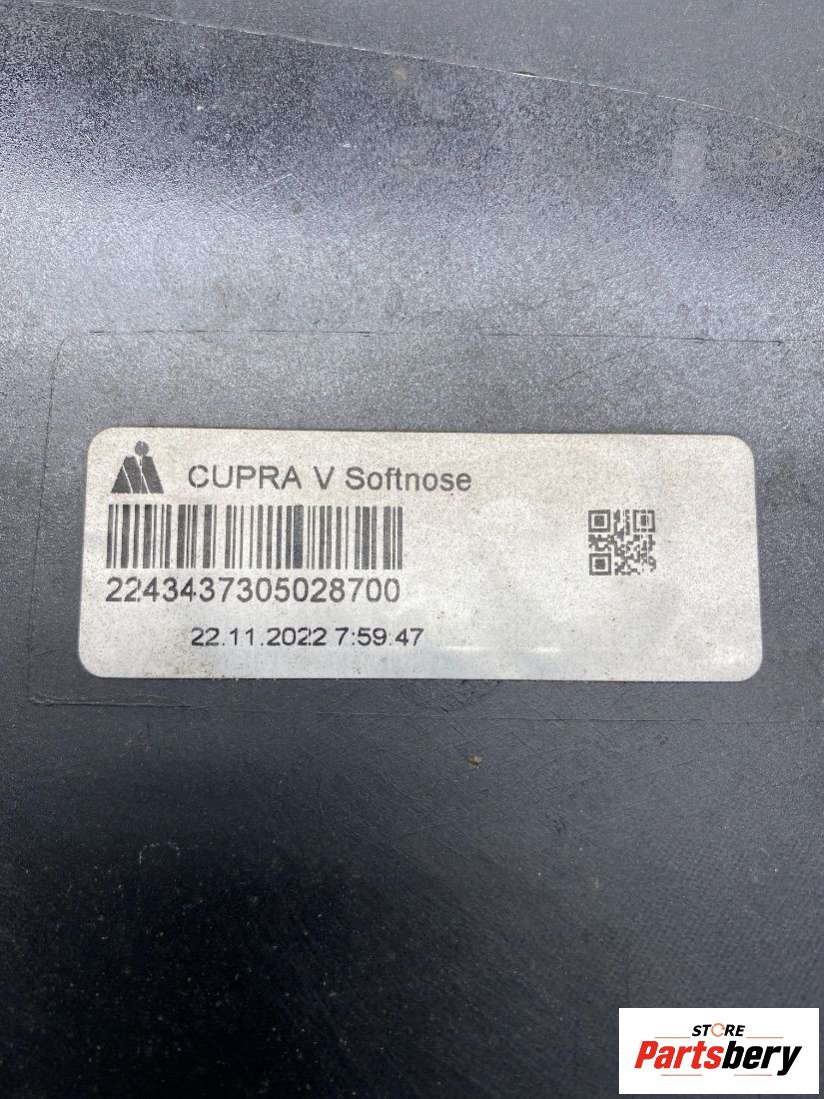 CUPRA V Softnose
2243437305028700
22.11.2022 7:59:47
STORE
Partsbery